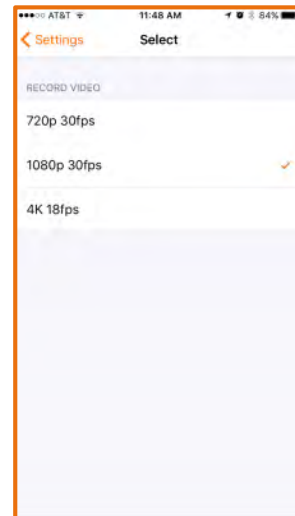 AT&T 11:48 AM 84%
Settings Select
RECORD VIDEO
720p 30fps
1080p 30fps
4K 18fps